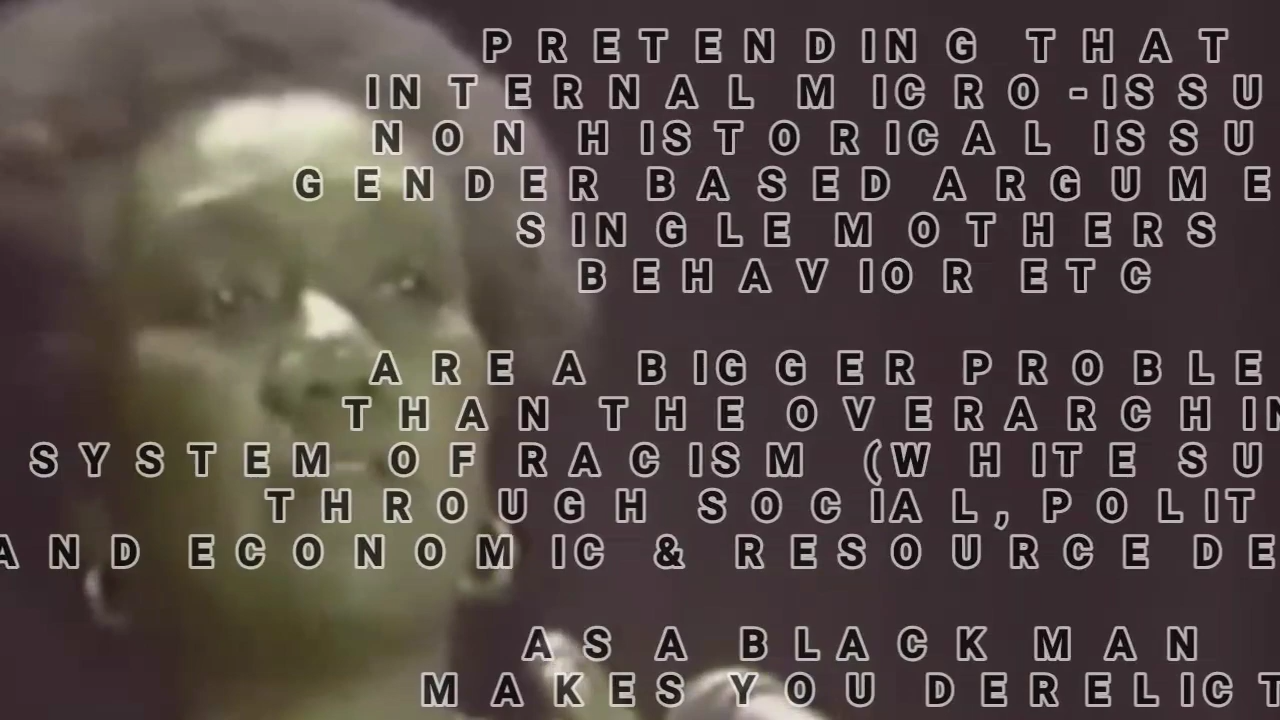 PRETENDING THAT
INTERNAL MICRO-ISSU
NON HISTORICAL ISSU
GENDER BASED ARGUME
SINGLE MOTHERS
BEHAVIOR ETC
ARE A BIGGER PROBLE
THAN THE OVERARCHIN
SYSTEM OF RACISM (WHITE SU
THROUGH SOCIAL, POLIT
AND ECONOMIC & RESOURCE DE
AS A BLACK MAN
MAKES YOU DERELICT